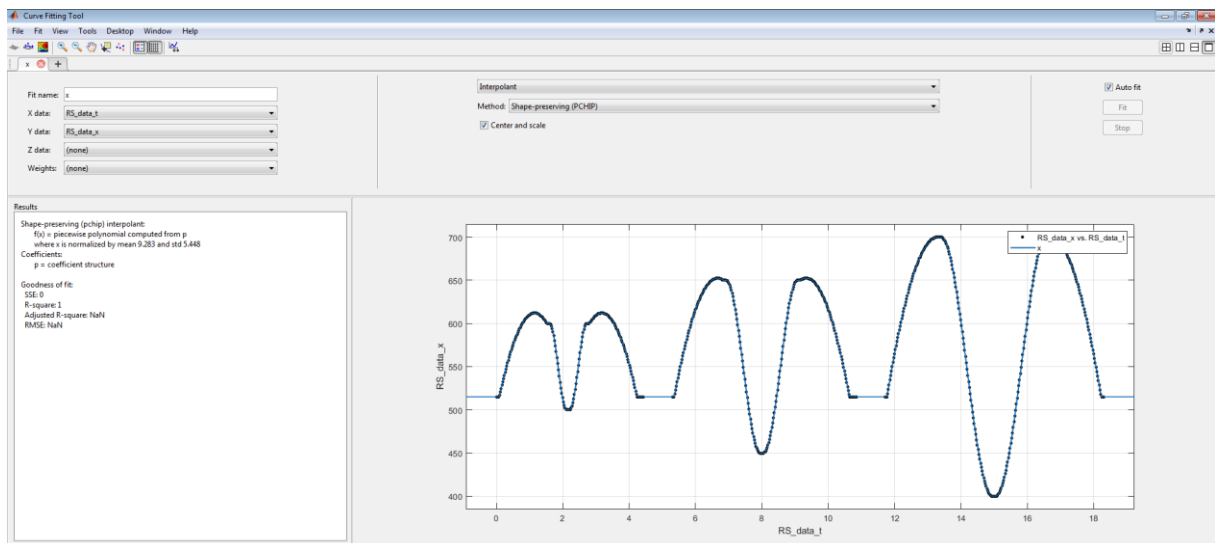 Curve Fitting Tool
File Fit View Tools Desktop Window Help
x
Fit name: x
X data: RS_data_t
Y data: RS_data_x
Z data: (none)
Weights: (none)
Interpolant
Method: Shape-preserving (PCHIP)
Center and scale
Auto fit
Fit
Stop
Results
Shape-preserving (pchip) interpolant:
f(x) = piecewise polynomial computed from p
where x is normalized by mean 9.283 and std 5.448
Coefficients:
p = coefficient structure
Goodness of fit:
SSE: 0
R-square: 1
Adjusted R-square: NaN
RMSE: NaN
RS_data_x vs. RS_data_t
x
700
650
600
550
500
450
400
RS_data_x
0 2 4 6 8 10 12 14 16 18
RS_data_t